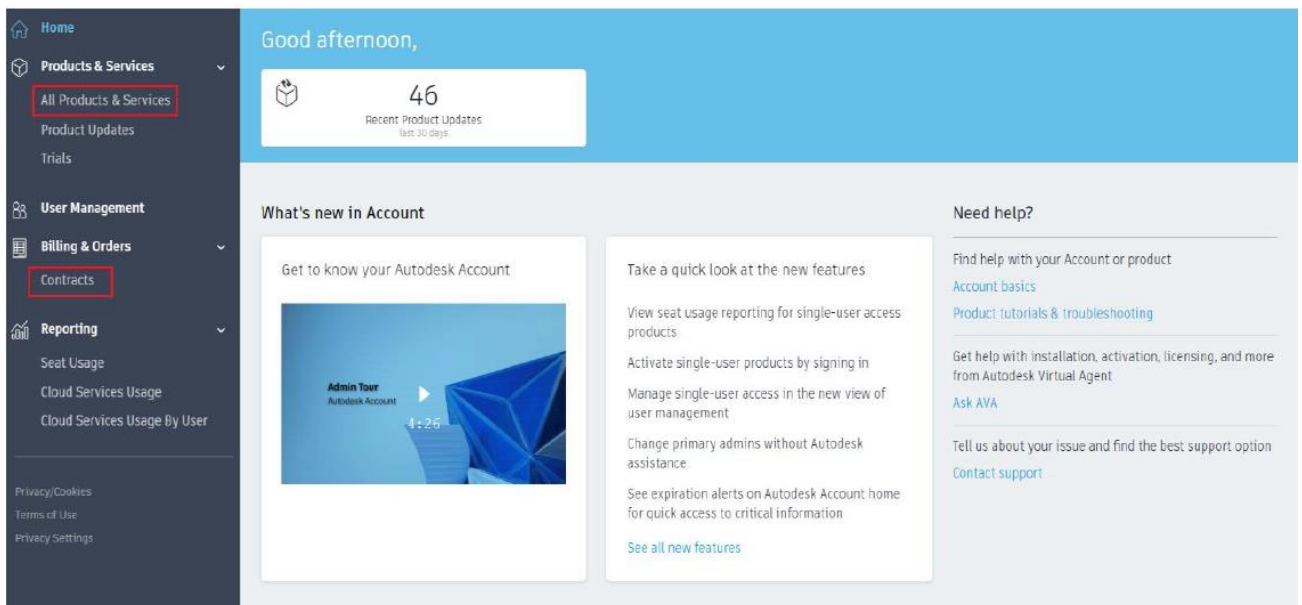 Home
Products & Services
All Products & Services
Product Updates
Trials
User Management
Billing & Orders
Contracts
Reporting
Seat Usage
Cloud Services Usage
Cloud Services Usage By User
Privacy/Cookies
Terms of Use
Privacy Settings
Good afternoon,
46
Recent Product Updates
last 30 days
What's new in Account
Get to know your Autodesk Account
Admin Tour
Autodesk Account
4:26
Take a quick look at the new features
View seat usage reporting for single-user access
products
Activate single-user products by signing in
Manage single-user access in the new view of
user management
Change primary admins without Autodesk
assistance
See expiration alerts on Autodesk Account home
for quick access to critical information
See all new features
Need help?
Find help with your Account or product
Account basics
Product tutorials & troubleshooting
Get help with installation, activation, licensing, and more
from Autodesk Virtual Agent
Ask AVA
Tell us about your issue and find the best support option
Contact support